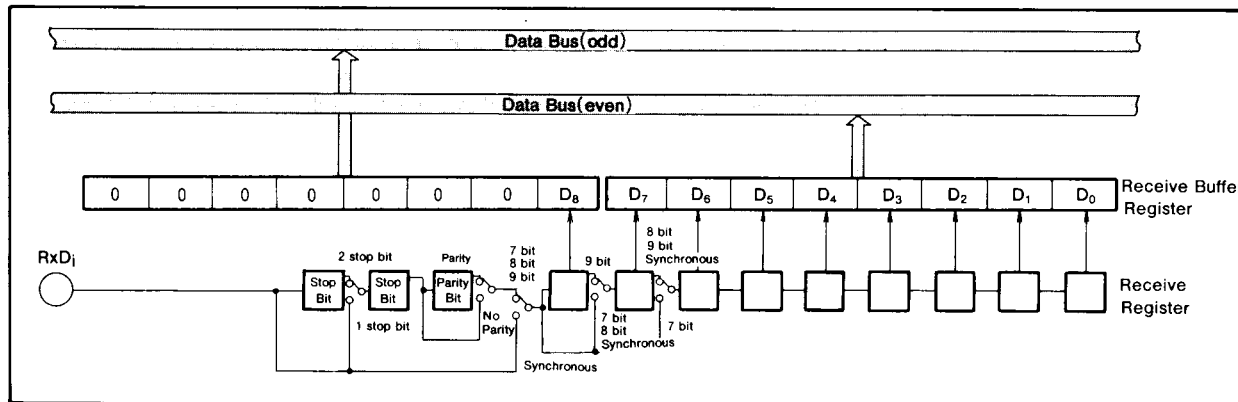 Data Bus(odd)
Data Bus(even)
0 0 0 0 0 0 0 D₈ D₇ D₆ D₅ D₄ D₃ D₂ D₁ D₀
Receive Buffer
Register
RxDᵢ
2 stop bit
Parity
7 bit
8 bit
9 bit
9 bit
8 bit
9 bit
Synchronous
Stop
Bit
Stop
Bit
Parity
Bit
Receive
Register
1 stop bit
No
Parity
7 bit
8 bit
Synchronous
7 bit
Synchronous